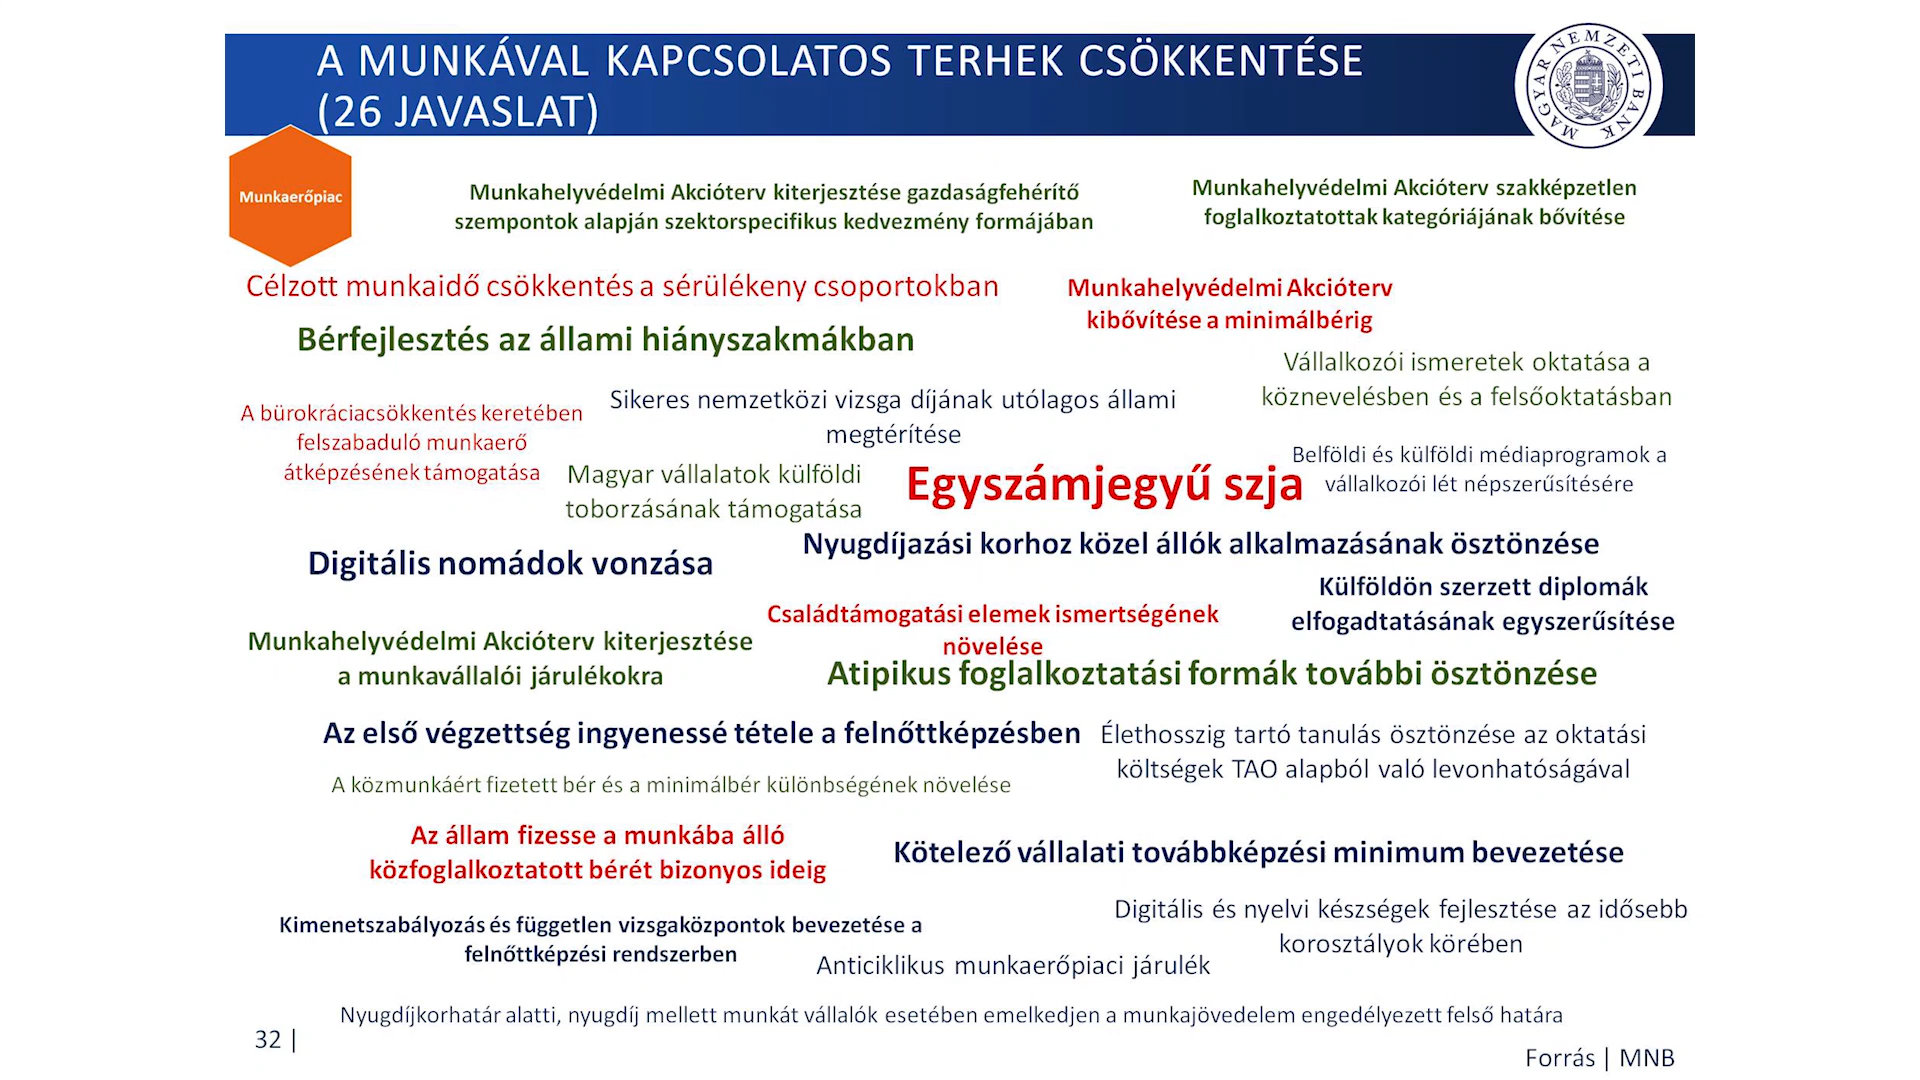 A MUNKÁVAL KAPCSOLATOS TERHEK CSÖKKENTÉSE
(26 JAVASLAT)
MAGYAR NEMZETI BANK
Munkaerőpiac
Munkahelyvédelmi Akcióterv kiterjesztése gazdaságfehérítő
szempontok alapján szektorspecifikus kedvezmény formájában
Munkahelyvédelmi Akcióterv szakképzetlen
foglalkoztatottak kategóriájának bővítése
Célzott munkaidő csökkentés a sérülékeny csoportokban
Munkahelyvédelmi Akcióterv
kibővítése a minimálbérig
Bérfejlesztés az állami hiányszakmákban
Vállalkozói ismeretek oktatása a
köznevelésben és a felsőoktatásban
A bürokráciacsökkentés keretében
felszabaduló munkaerő
átképzésének támogatása
Sikeres nemzetközi vizsga díjának utólagos állami
megtérítése
Belföldi és külföldi médiaprogramok a
vállalkozói lét népszerűsítésére
Magyar vállalatok külföldi
toborzásának támogatása
Egyszámjegyű szja
Nyugdíjazási korhoz közel állók alkalmazásának ösztönzése
Digitális nomádok vonzása
Külföldön szerzett diplomák
elfogadtatásának egyszerűsítése
Családtámogatási elemek ismertségének
növelése
Munkahelyvédelmi Akcióterv kiterjesztése
a munkavállalói járulékokra
Atipikus foglalkoztatási formák további ösztönzése
Az első végzettség ingyenessé tétele a felnőttképzésben
Élethosszig tartó tanulás ösztönzése az oktatási
költségek TAO alapból való levonhatóságával
A közmunkáért fizetett bér és a minimálbér különbségének növelése
Az állam fizesse a munkába álló
közfoglalkoztatott bérét bizonyos ideig
Kötelező vállalati továbbképzési minimum bevezetése
Digitális és nyelvi készségek fejlesztése az idősebb
korosztályok körében
Kimenetszabályozás és független vizsgaközpontok bevezetése a
felnőttképzési rendszerben
Anticiklikus munkaerőpiaci járulék
Nyugdíjkorhatár alatti, nyugdíj mellett munkát vállalók esetében emelkedjen a munkajövedelem engedélyezett felső határa
32 |
Forrás | MNB